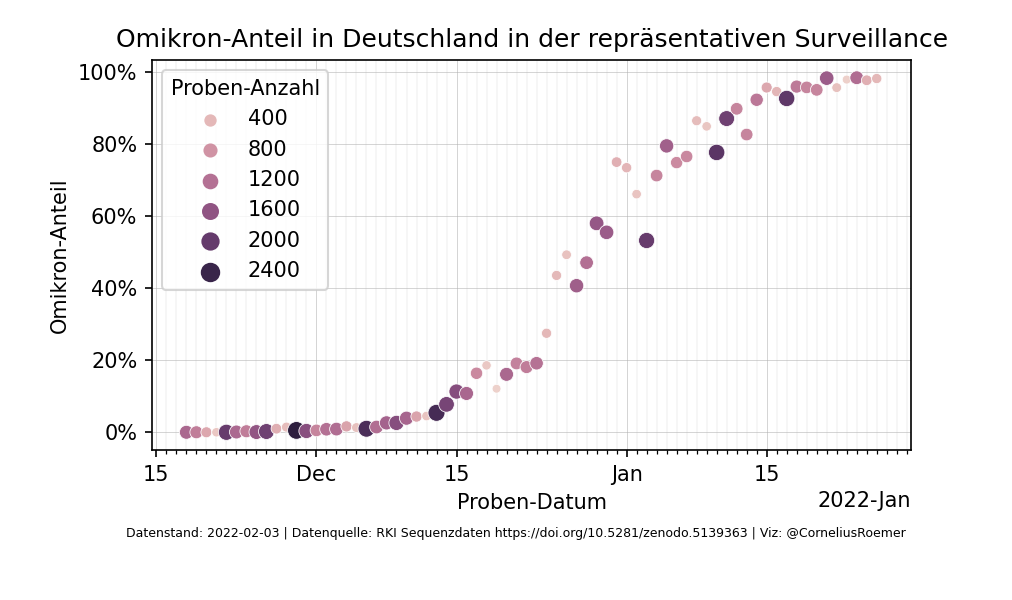 Omikron-Anteil in Deutschland in der repräsentativen Surveillance
100%
80%
60%
40%
20%
0%
Omikron-Anteil
Proben-Anzahl
400
800
1200
1600
2000
2400
15 Dec 15 Jan 15
Proben-Datum
2022-Jan
Datenstand: 2022-02-03 | Datenquelle: RKI Sequenzdaten https://doi.org/10.5281/zenodo.5139363 | Viz: @CorneliusRoemer